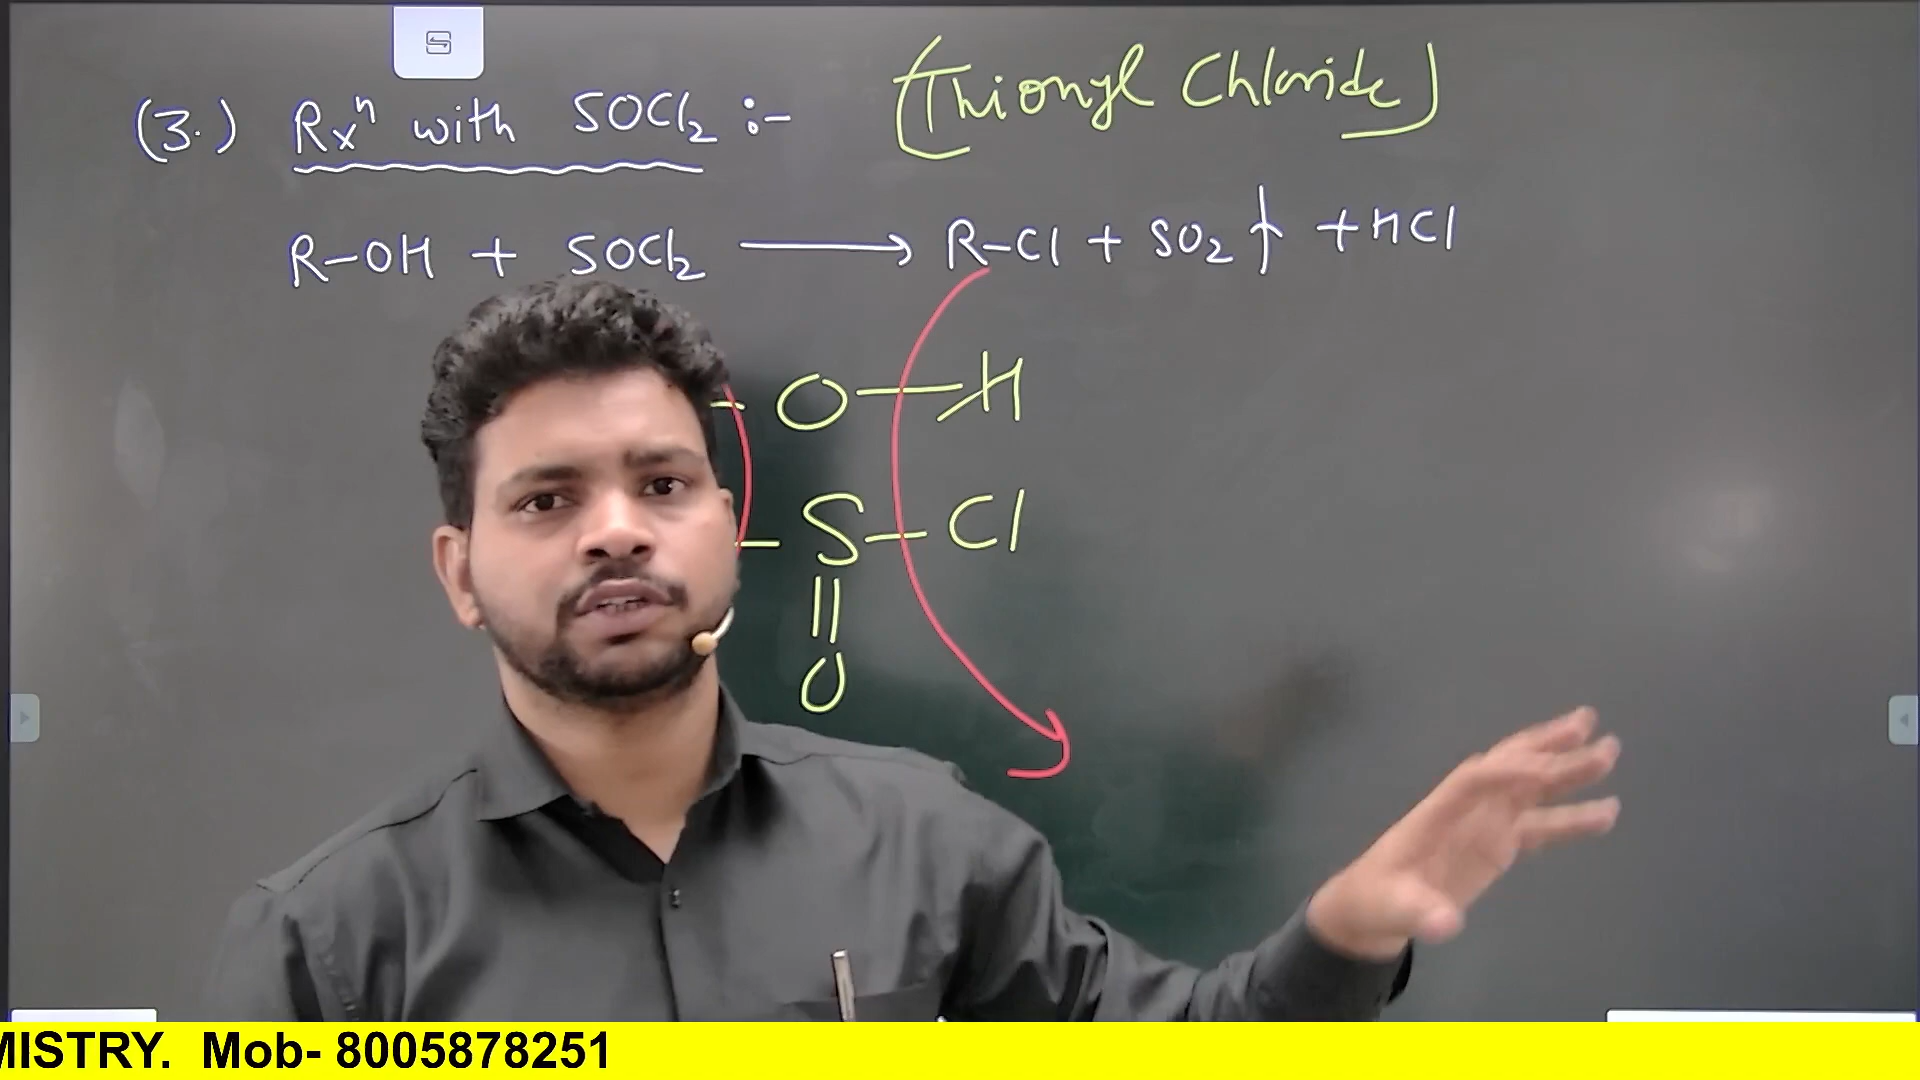 (3.) Rxⁿ with SOCl₂ :- (Thionyl Chloride)
R-OH + SOCl₂ ⟶ R-Cl + SO₂↑ + HCl
- O - H
- S - Cl
||
O
MISTRY. Mob- 8005878251